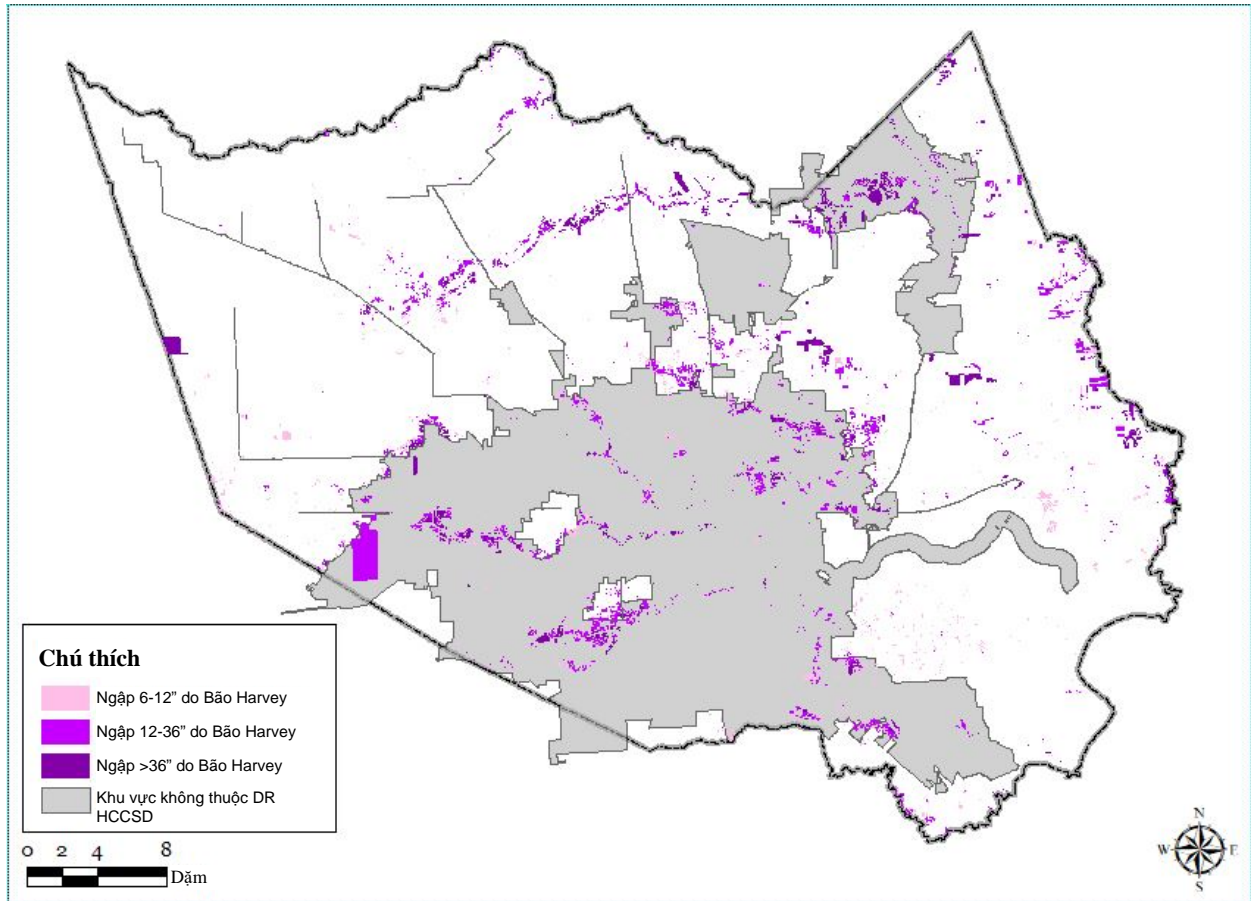 Chú thích
Ngập 6-12” do Bão Harvey
Ngập 12-36” do Bão Harvey
Ngập >36” do Bão Harvey
Khu vực không thuộc DR
HCCSD
0 2 4 8
Dặm
N
W E
S